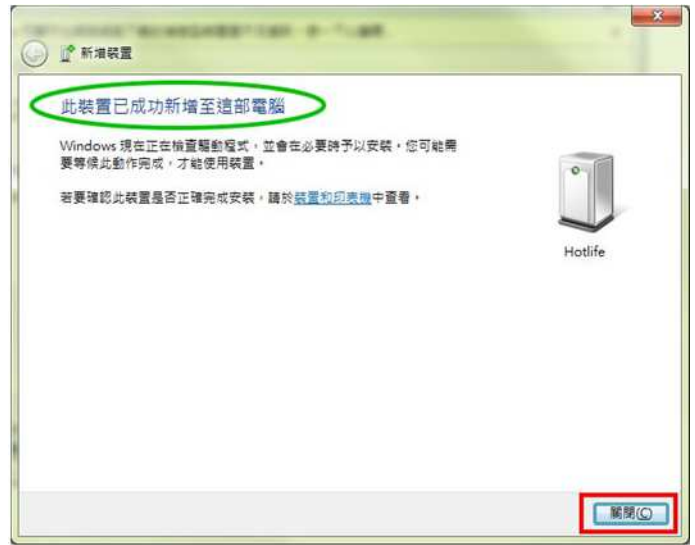 新增裝置
此裝置已成功新增至這部電腦
Windows 現在正在檢查驅動程式，並會在必要時予以安裝。您可能需
要等候此動作完成，才能使用裝置。
若要確認此裝置是否正確完成安裝，請於裝置和印表機中查看。
Hotlife
關閉(C)